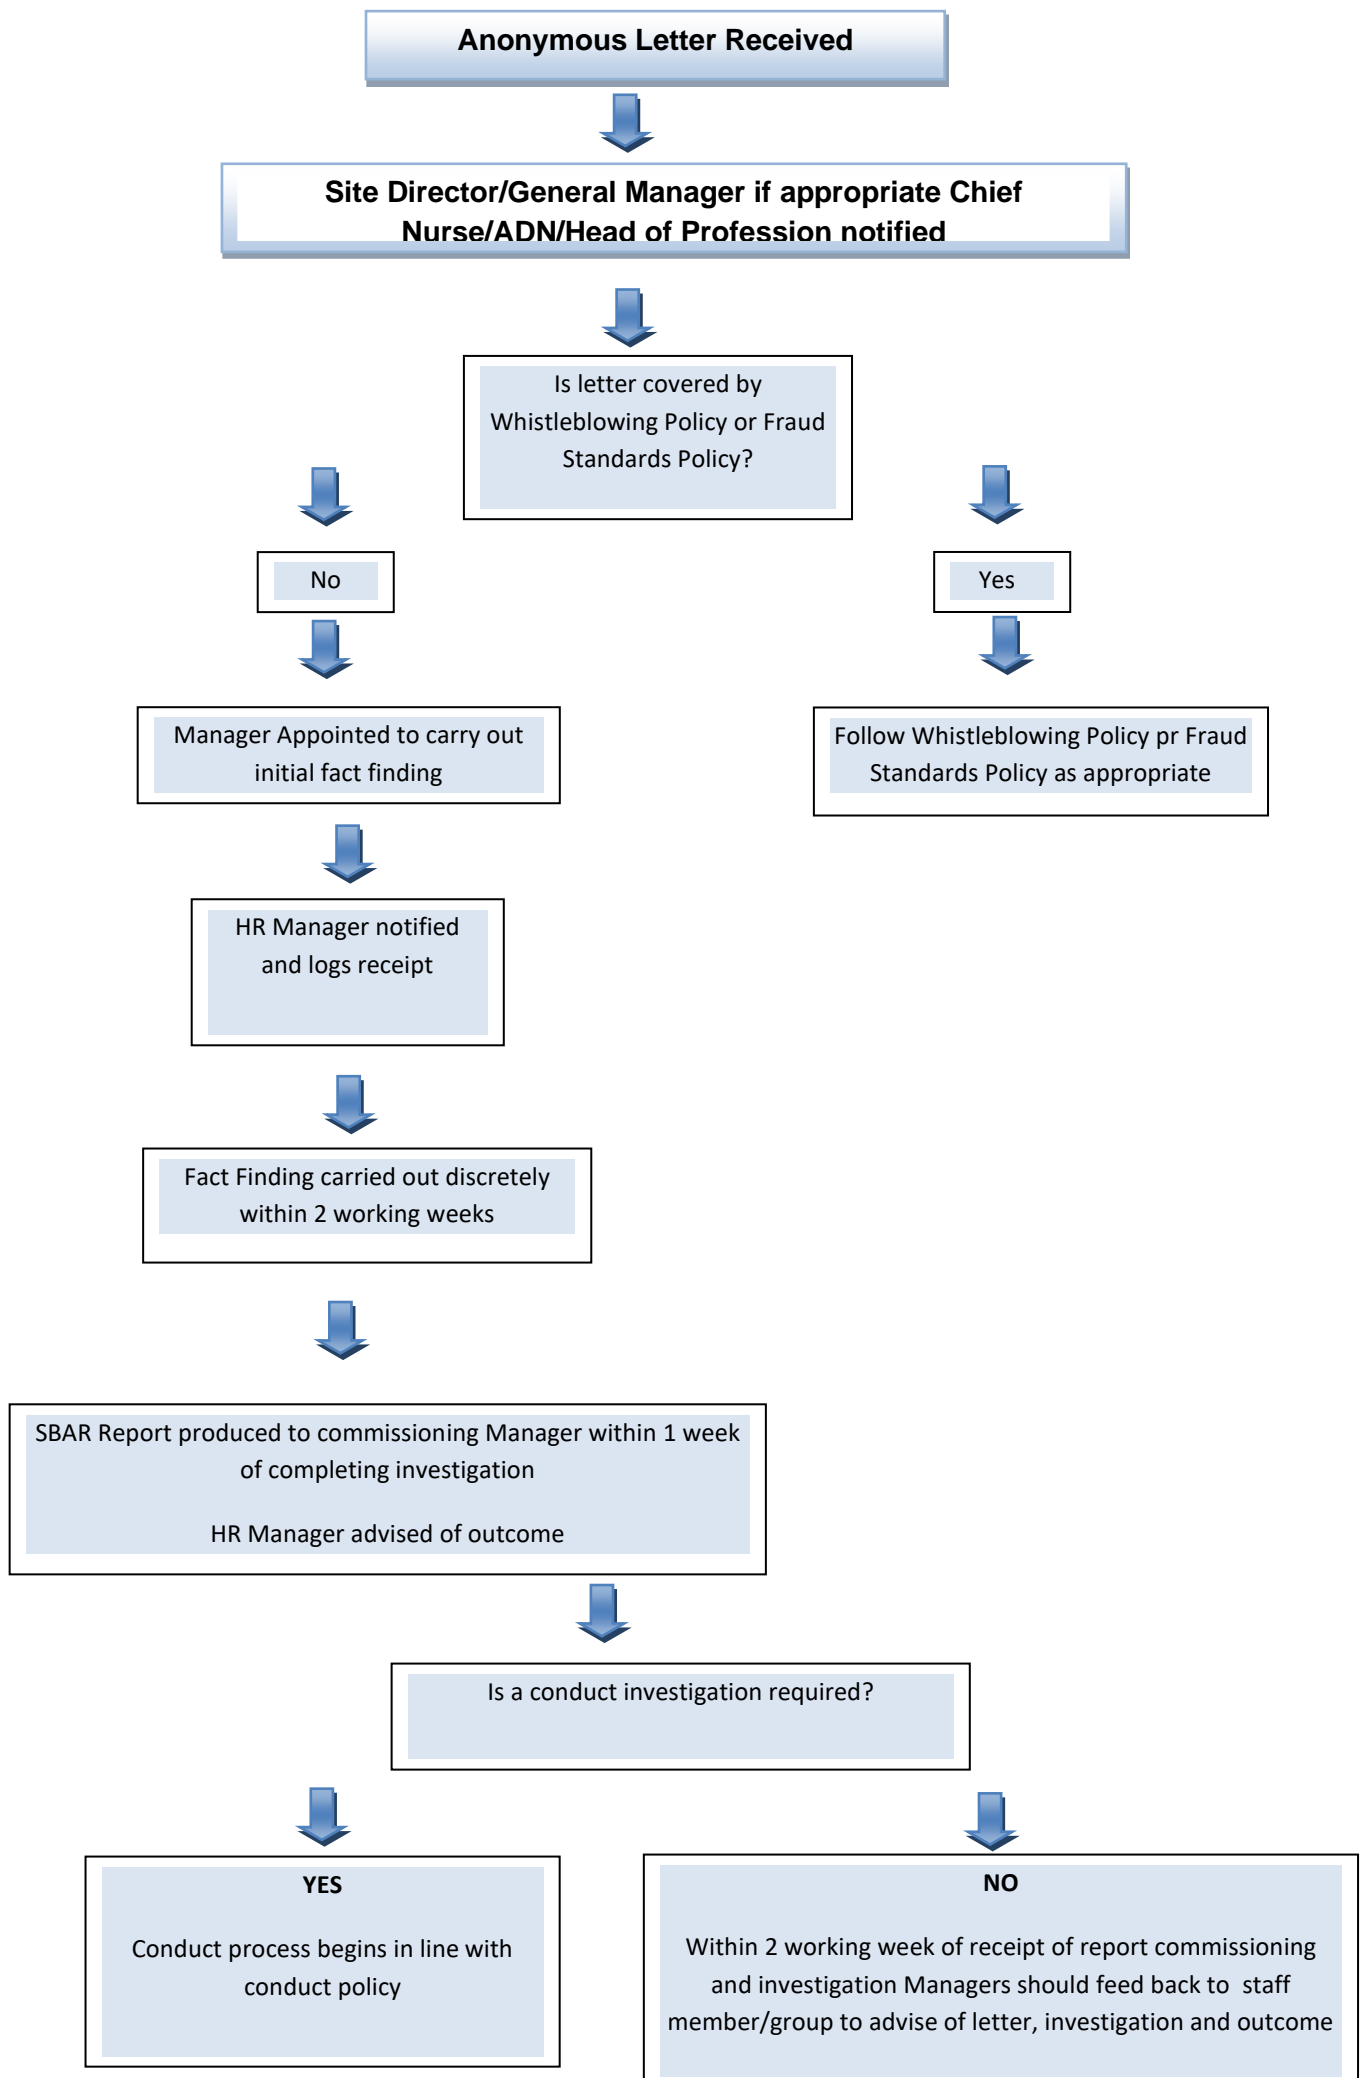 Anonymous Letter Received
Site Director/General Manager if appropriate Chief
Nurse/ADN/Head of Profession notified
Is letter covered by
Whistleblowing Policy or Fraud
Standards Policy?
No
Yes
Manager Appointed to carry out
initial fact finding
Follow Whistleblowing Policy pr Fraud
Standards Policy as appropriate
HR Manager notified
and logs receipt
Fact Finding carried out discretely
within 2 working weeks
SBAR Report produced to commissioning Manager within 1 week
of completing investigation
HR Manager advised of outcome
Is a conduct investigation required?
YES
Conduct process begins in line with
conduct policy
NO
Within 2 working week of receipt of report commissioning
and investigation Managers should feed back to  staff
member/group to advise of letter, investigation and outcome